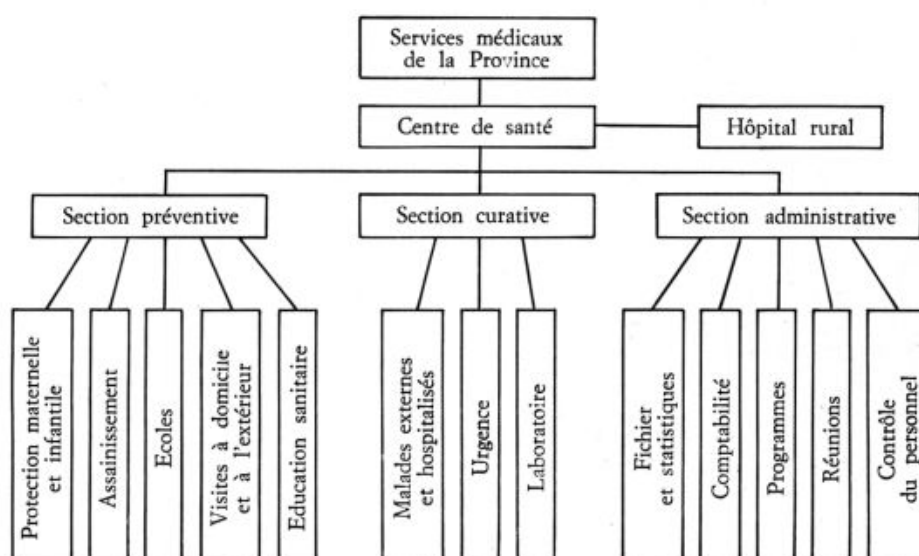 Services médicaux
de la Province
Centre de santé
Hôpital rural
Section préventive
Section curative
Section administrative
Protection maternelle
et infantile
Assainissement
Ecoles
Visites à domicile
et à l'extérieur
Education sanitaire
Malades externes
et hospitalisés
Urgence
Laboratoire
Fichier
et statistiques
Comptabilité
Programmes
Réunions
Contrôle
du personnel